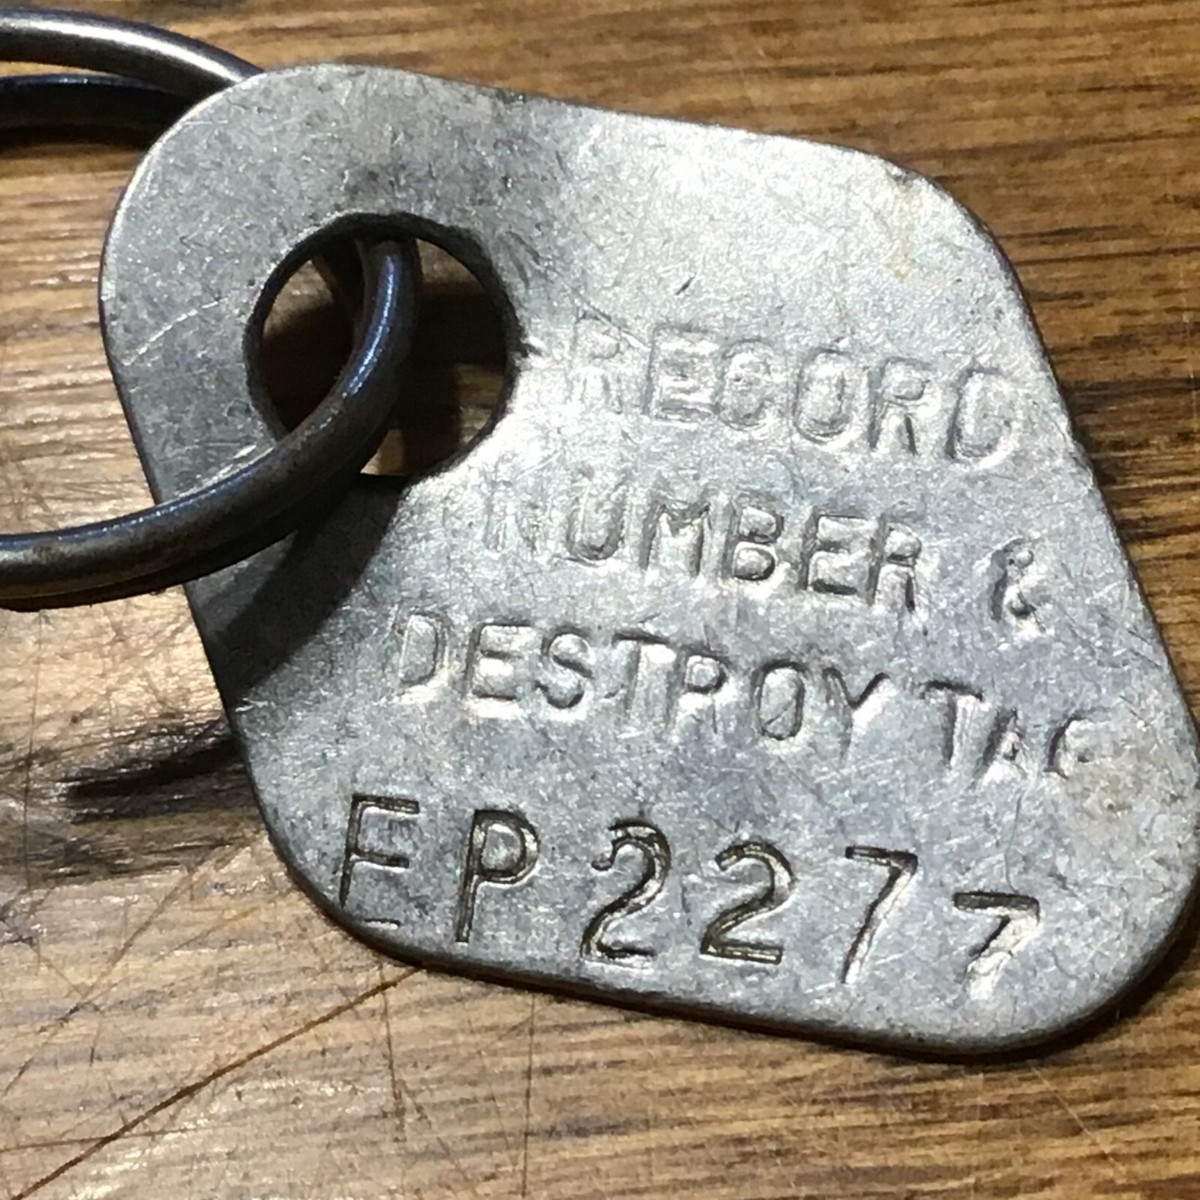 RECORD
NUMBER &
DESTROY TAG
EP2277